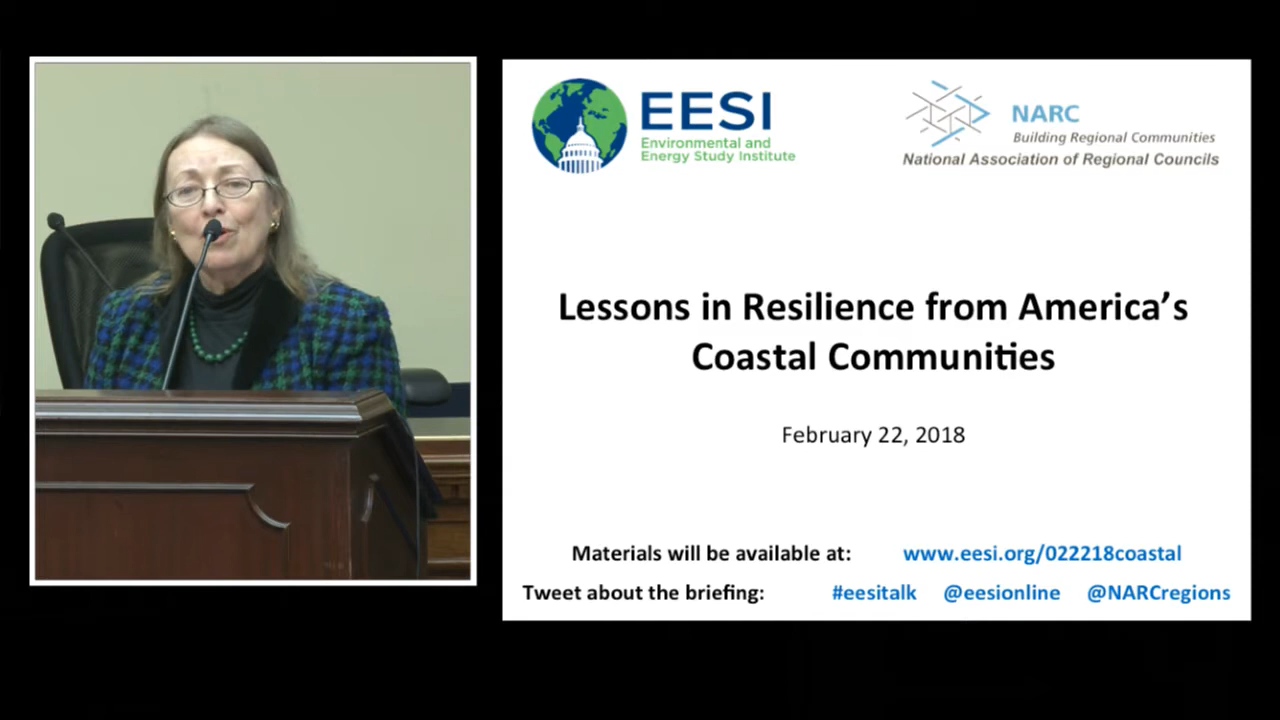 EESI
Environmental and
Energy Study Institute
NARC
Building Regional Communities
National Association of Regional Councils
Lessons in Resilience from America's
Coastal Communities
February 22, 2018
Materials will be available at: www.eesi.org/022218coastal
Tweet about the briefing: #eesitalk @eesionline @NARCregions